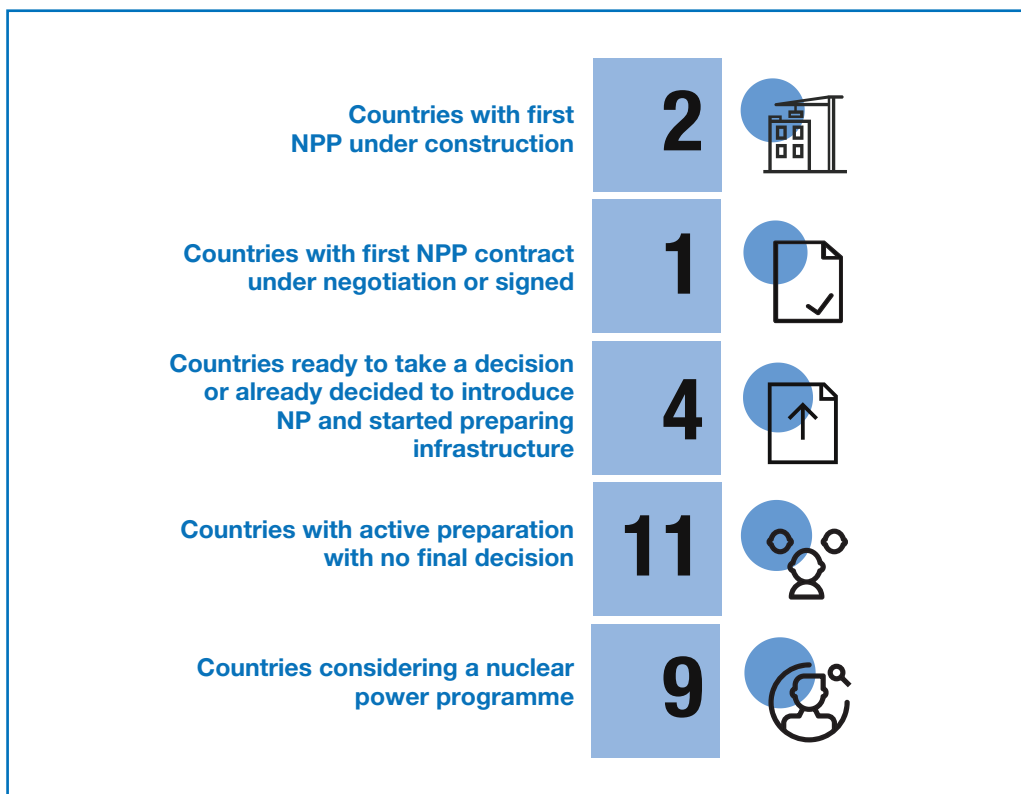 Countries with first
NPP under construction
2
Countries with first NPP contract
under negotiation or signed
1
Countries ready to take a decision
or already decided to introduce
NP and started preparing
infrastructure
4
Countries with active preparation
with no final decision
11
Countries considering a nuclear
power programme
9